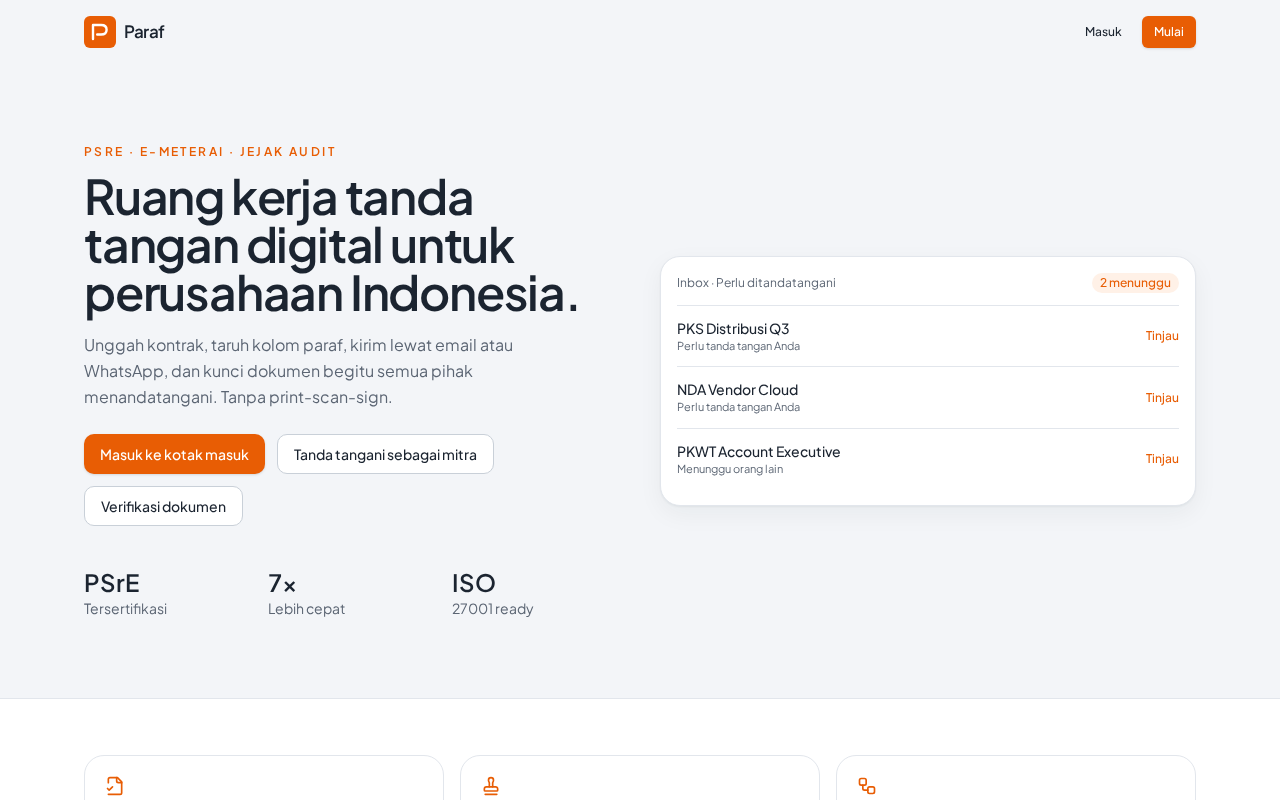 Paraf
Masuk
Mulai
PSRE · E-METERAI · JEJAK AUDIT
Ruang kerja tanda
tangan digital untuk
perusahaan Indonesia.
Unggah kontrak, taruh kolom paraf, kirim lewat email atau
WhatsApp, dan kunci dokumen begitu semua pihak
menandatangani. Tanpa print-scan-sign.
Masuk ke kotak masuk
Tanda tangani sebagai mitra
Verifikasi dokumen
PSrE
Tersertifikasi
7×
Lebih cepat
ISO
27001 ready
Inbox · Perlu ditandatangani
2 menunggu
PKS Distribusi Q3
Perlu tanda tangan Anda
Tinjau
NDA Vendor Cloud
Perlu tanda tangan Anda
Tinjau
PKWT Account Executive
Menunggu orang lain
Tinjau